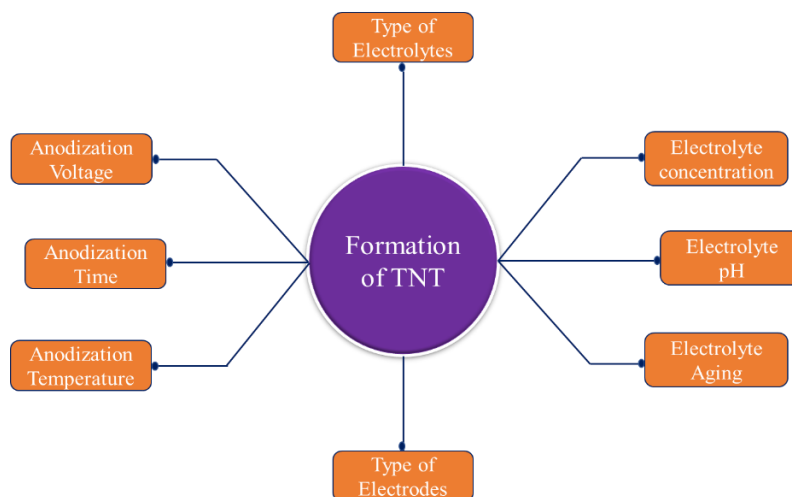 Type of
Electrolytes
Anodization
Voltage
Electrolyte
concentration
Anodization
Time
Formation
of TNT
Electrolyte
pH
Anodization
Temperature
Electrolyte
Aging
Type of
Electrodes